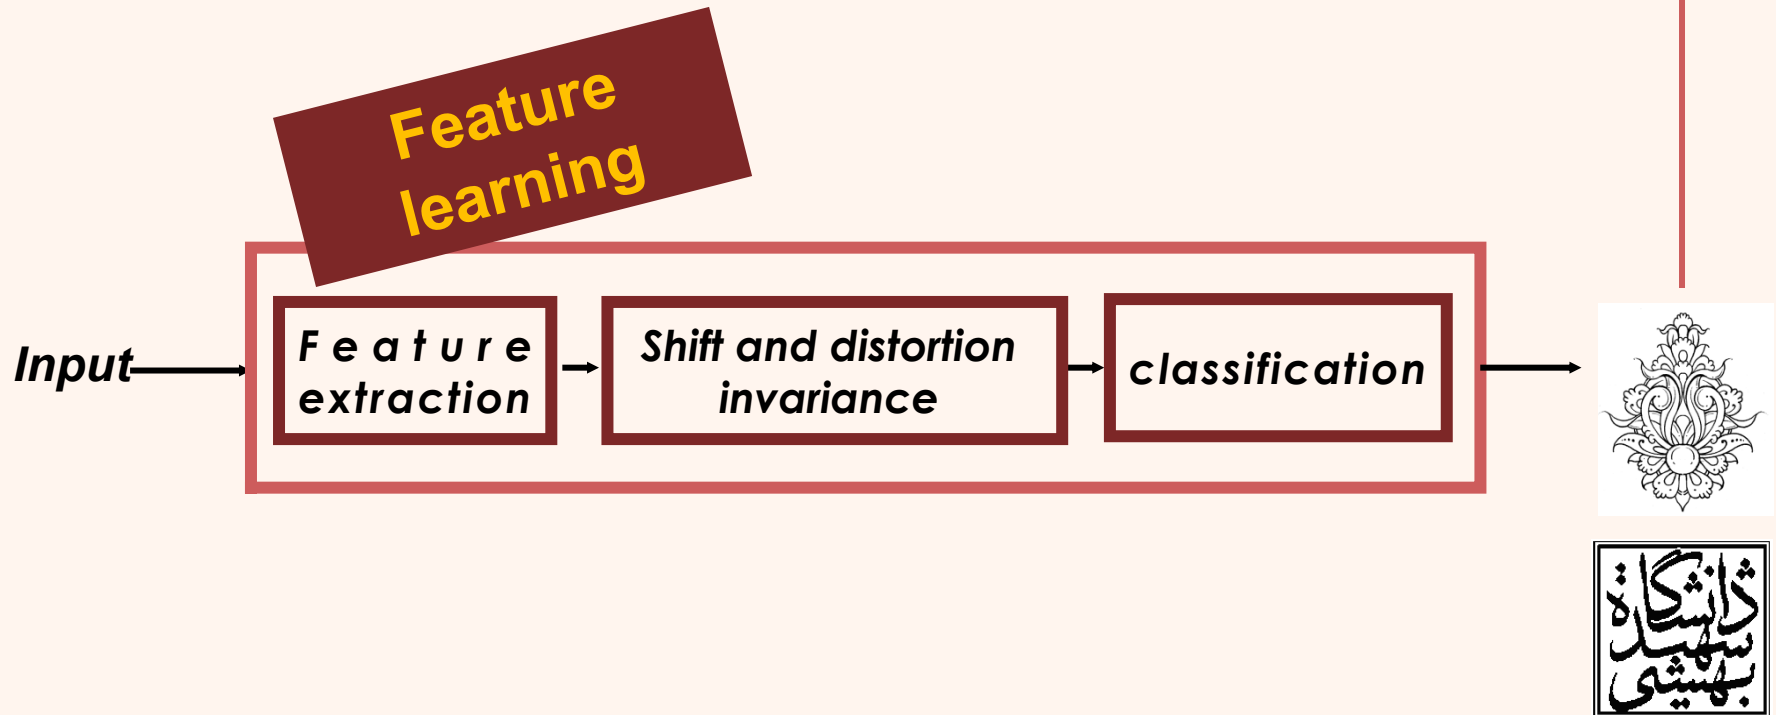 Feature
learning
Input
Feature
extraction
Shift and distortion
invariance
classification
دانشگاه
شهید
بهشتی